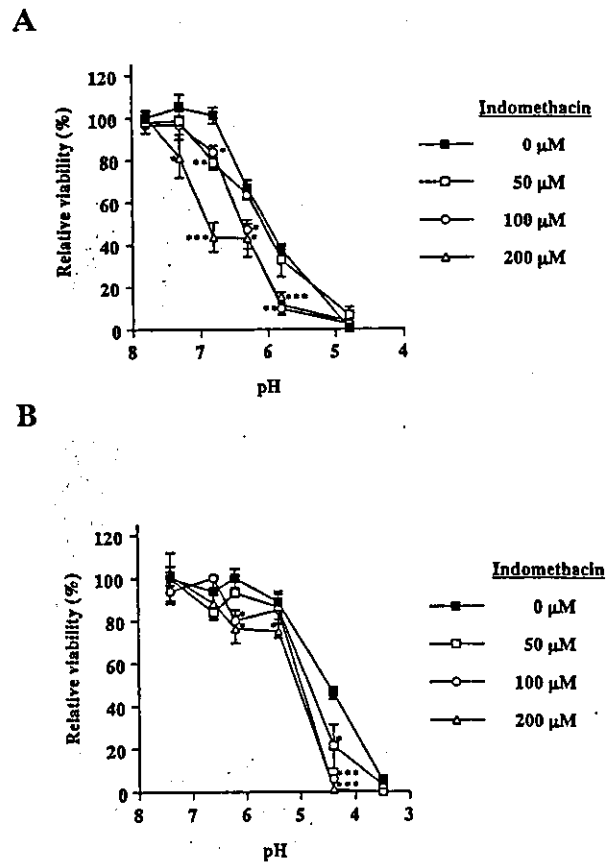 A
120
100
80
60
40
20
0
8 7 6 5 4
Relative viability (%)
pH
Indomethacin
0 μM
50 μM
100 μM
200 μM
*
**
*
***
*
*
***
**
B
120
100
80
60
40
20
0
8 7 6 5 4 3
Relative viability (%)
pH
Indomethacin
0 μM
50 μM
100 μM
200 μM
*
*
*
*
***
***